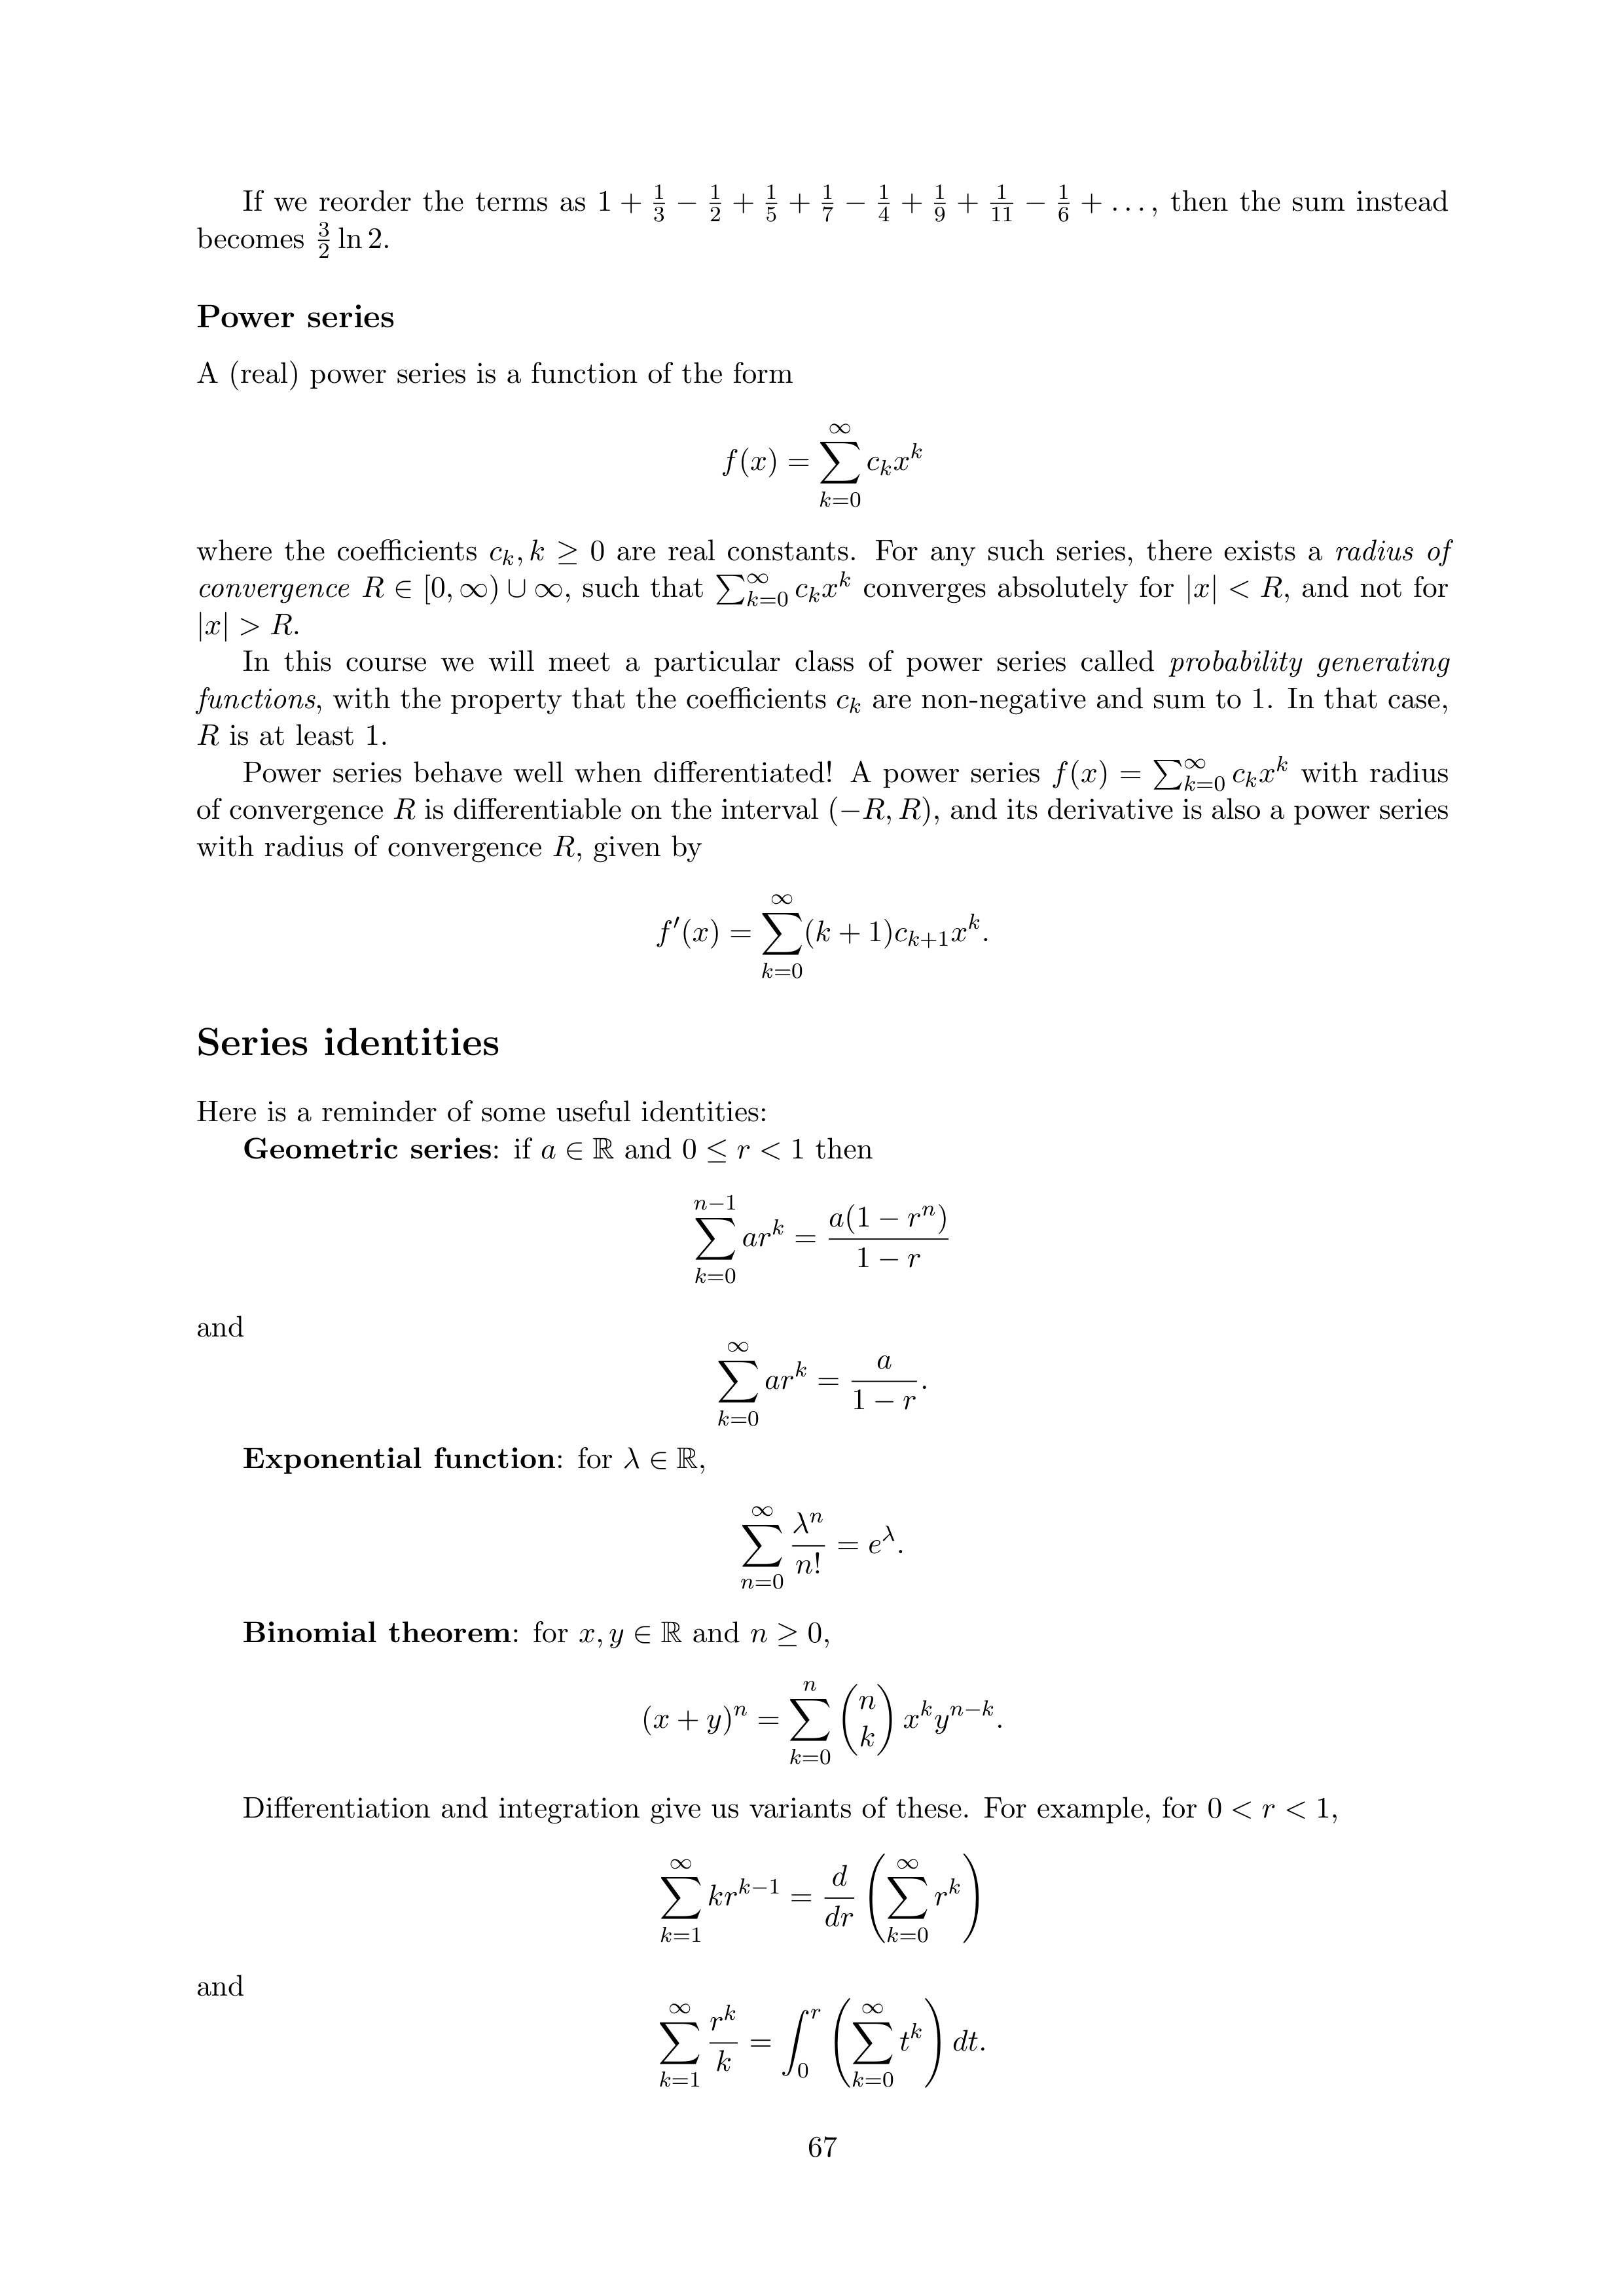 If we reorder the terms as $1 + \frac{1}{3} - \frac{1}{2} + \frac{1}{5} + \frac{1}{7} - \frac{1}{4} + \frac{1}{9} + \frac{1}{11} - \frac{1}{6} + \dots$, then the sum instead
becomes $\frac{3}{2} \ln 2$.
Power series
A (real) power series is a function of the form
$$f(x) = \sum_{k=0}^{\infty} c_k x^k$$
where the coefficients $c_k, k \geq 0$ are real constants. For any such series, there exists a radius of
convergence $R \in [0, \infty) \cup \infty$, such that $\sum_{k=0}^{\infty} c_k x^k$ converges absolutely for $|x| < R$, and not for
$|x| > R$.
In this course we will meet a particular class of power series called probability generating
functions, with the property that the coefficients $c_k$ are non-negative and sum to 1. In that case,
$R$ is at least 1.
Power series behave well when differentiated! A power series $f(x) = \sum_{k=0}^{\infty} c_k x^k$ with radius
of convergence $R$ is differentiable on the interval $(-R, R)$, and its derivative is also a power series
with radius of convergence $R$, given by
$$f'(x) = \sum_{k=0}^{\infty} (k+1) c_{k+1} x^k.$$
Series identities
Here is a reminder of some useful identities:
Geometric series: if $a \in \mathbb{R}$ and $0 \leq r < 1$ then
$$\sum_{k=0}^{n-1} a r^k = \frac{a(1 - r^n)}{1 - r}$$
and
$$\sum_{k=0}^{\infty} a r^k = \frac{a}{1 - r}.$$
Exponential function: for $\lambda \in \mathbb{R}$,
$$\sum_{n=0}^{\infty} \frac{\lambda^n}{n!} = e^{\lambda}.$$
Binomial theorem: for $x, y \in \mathbb{R}$ and $n \geq 0$,
$$(x + y)^n = \sum_{k=0}^{n} \binom{n}{k} x^k y^{n-k}.$$
Differentiation and integration give us variants of these. For example, for $0 < r < 1$,
$$\sum_{k=1}^{\infty} k r^{k-1} = \frac{d}{dr} \left( \sum_{k=0}^{\infty} r^k \right)$$
and
$$\sum_{k=1}^{\infty} \frac{r^k}{k} = \int_0^r \left( \sum_{k=0}^{\infty} t^k \right) dt.$$
67